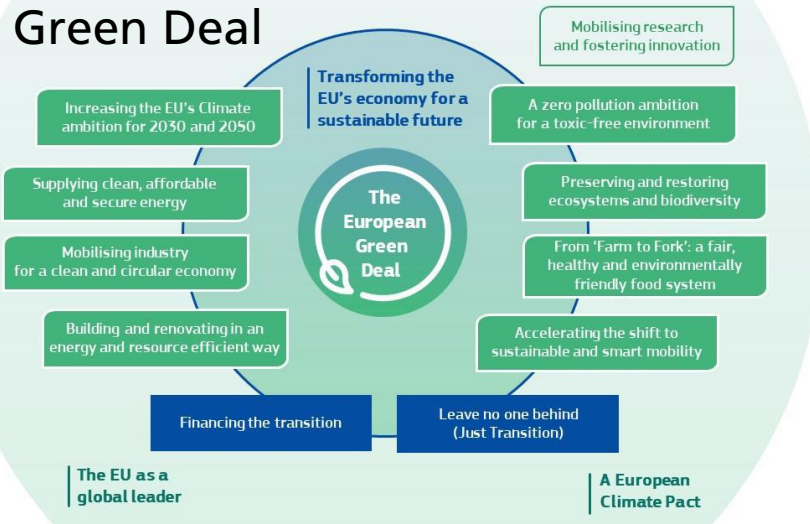 Green Deal
Mobilising research
and fostering innovation
Transforming the
EU's economy for a
sustainable future
Increasing the EU's Climate
ambition for 2030 and 2050
A zero pollution ambition
for a toxic-free environment
Supplying clean, affordable
and secure energy
Preserving and restoring
ecosystems and biodiversity
The
European
Green
Deal
Mobilising industry
for a clean and circular economy
From 'Farm to Fork': a fair,
healthy and environmentally
friendly food system
Building and renovating in an
energy and resource efficient way
Accelerating the shift to
sustainable and smart mobility
Financing the transition
Leave no one behind
(Just Transition)
The EU as a
global leader
A European
Climate Pact